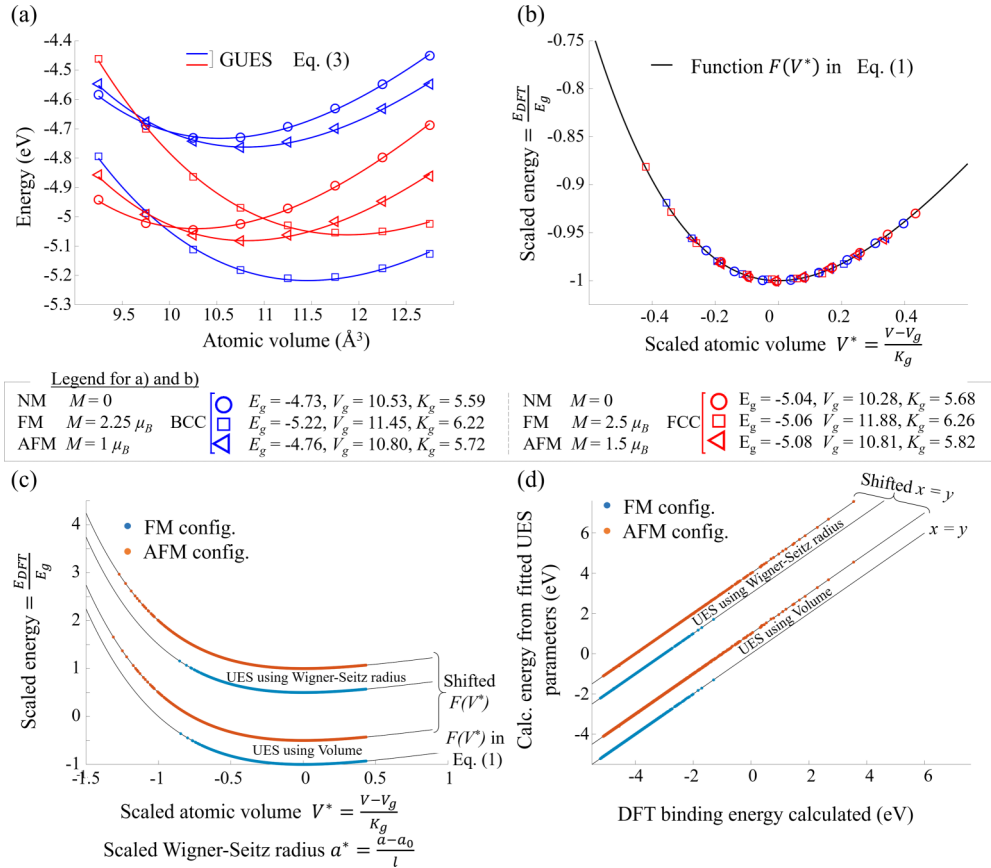 (a)
-4.4
-4.5
-4.6
-4.7
-4.8
-4.9
-5
-5.1
-5.2
-5.3
Energy (eV)
GUES Eq. (3)
9.5 10 10.5 11 11.5 12 12.5
Atomic volume (Å³)
(b)
-0.75
-0.8
-0.85
-0.9
-0.95
-1
Scaled energy = E_DFT/E_g
Function F(V*) in Eq. (1)
-0.4 -0.2 0 0.2 0.4
Scaled atomic volume V* = (V−V_g)/K_g
Legend for a) and b)
NM M = 0
FM M = 2.25 μ_B
AFM M = 1 μ_B
BCC
E_g = -4.73, V_g = 10.53, K_g = 5.59
E_g = -5.22, V_g = 11.45, K_g = 6.22
E_g = -4.76, V_g = 10.80, K_g = 5.72
NM M = 0
FM M = 2.5 μ_B
AFM M = 1.5 μ_B
FCC
E_g = -5.04, V_g = 10.28, K_g = 5.68
E_g = -5.06 V_g = 11.88, K_g = 6.26
E_g = -5.08 V_g = 10.81, K_g = 5.82
(c)
4
3
2
1
0
-1
Scaled energy = E_DFT/E_g
FM config.
AFM config.
UES using Wigner-Seitz radius
UES using Volume
Shifted
F(V*)
F(V*) in
Eq. (1)
-1.5 -1 -0.5 0 0.5 1
Scaled atomic volume V* = (V−V_g)/K_g
Scaled Wigner-Seitz radius a* = (a−a_0)/l
(d)
6
4
2
0
-2
-4
Calc. energy from fitted UES
parameters (eV)
FM config.
AFM config.
Shifted x = y
x = y
UES using Wigner-Seitz radius
UES using Volume
-4 -2 0 2 4 6 8
DFT binding energy calculated (eV)